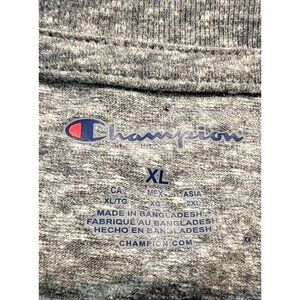 Champion
XL
CA MEX ASIA
XL/TG XG 2XL
MADE IN BANGLADESH
FABRIQUÉ AU BANGLADESH
HECHO EN BANGLADESH
CHAMPION.COM